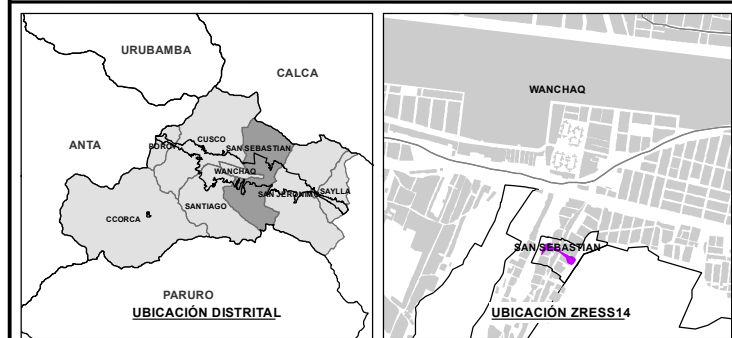 URUBAMBA
CALCA
ANTA
CUSCO
POROY
SAN SEBASTIAN
WANCHAQ
SAN JERONIMO
SAYLLA
SANTIAGO
CCORCA
PARURO
UBICACIÓN DISTRITAL
WANCHAQ
SAN SEBASTIAN
UBICACIÓN ZRESS14